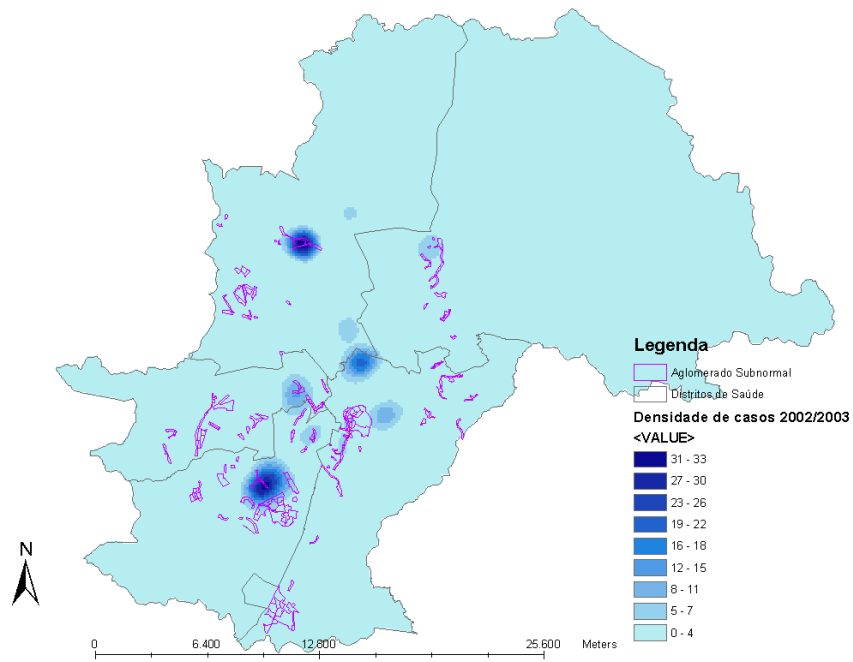 Legenda
Aglomerado Subnormal
Distritos de Saúde
Densidade de casos 2002/2003
<VALUE>
31 - 33
27 - 30
23 - 26
19 - 22
16 - 18
12 - 15
8 - 11
5 - 7
0 - 4
N
0 6.400 12.800 25.600 Meters